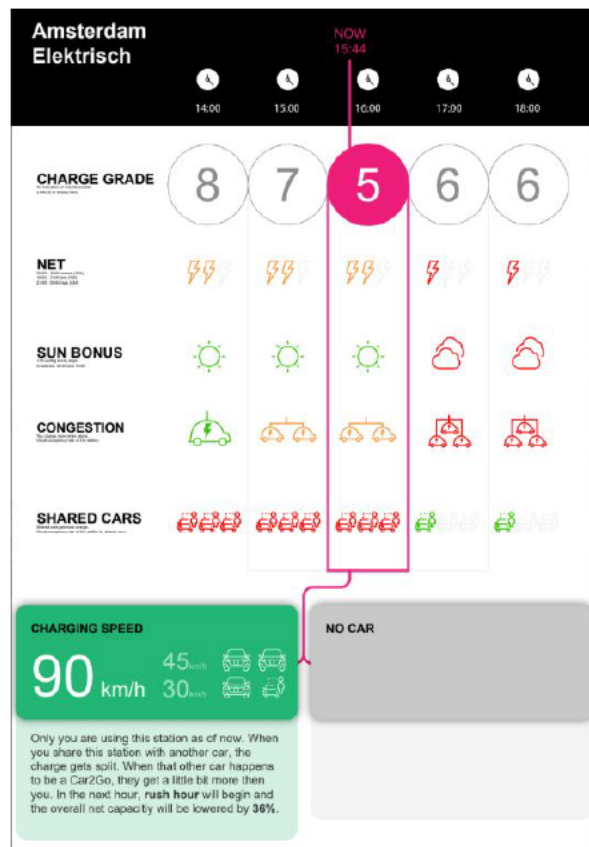 Amsterdam
Elektrisch
NOW
15:44
14:00 15:00 16:00 17:00 18:00
CHARGE GRADE
8 7 5 6 6
NET
SUN BONUS
CONGESTION
SHARED CARS
CHARGING SPEED
90 km/h
45 km/h
30 km/h
NO CAR
Only you are using this station as of now. When
you share this station with another car, the
charge gets split. When that other car happens
to be a Car2Go, they get a little bit more then
you. In the next hour, rush hour will begin and
the overall net capacitiy will be lowered by 36%.